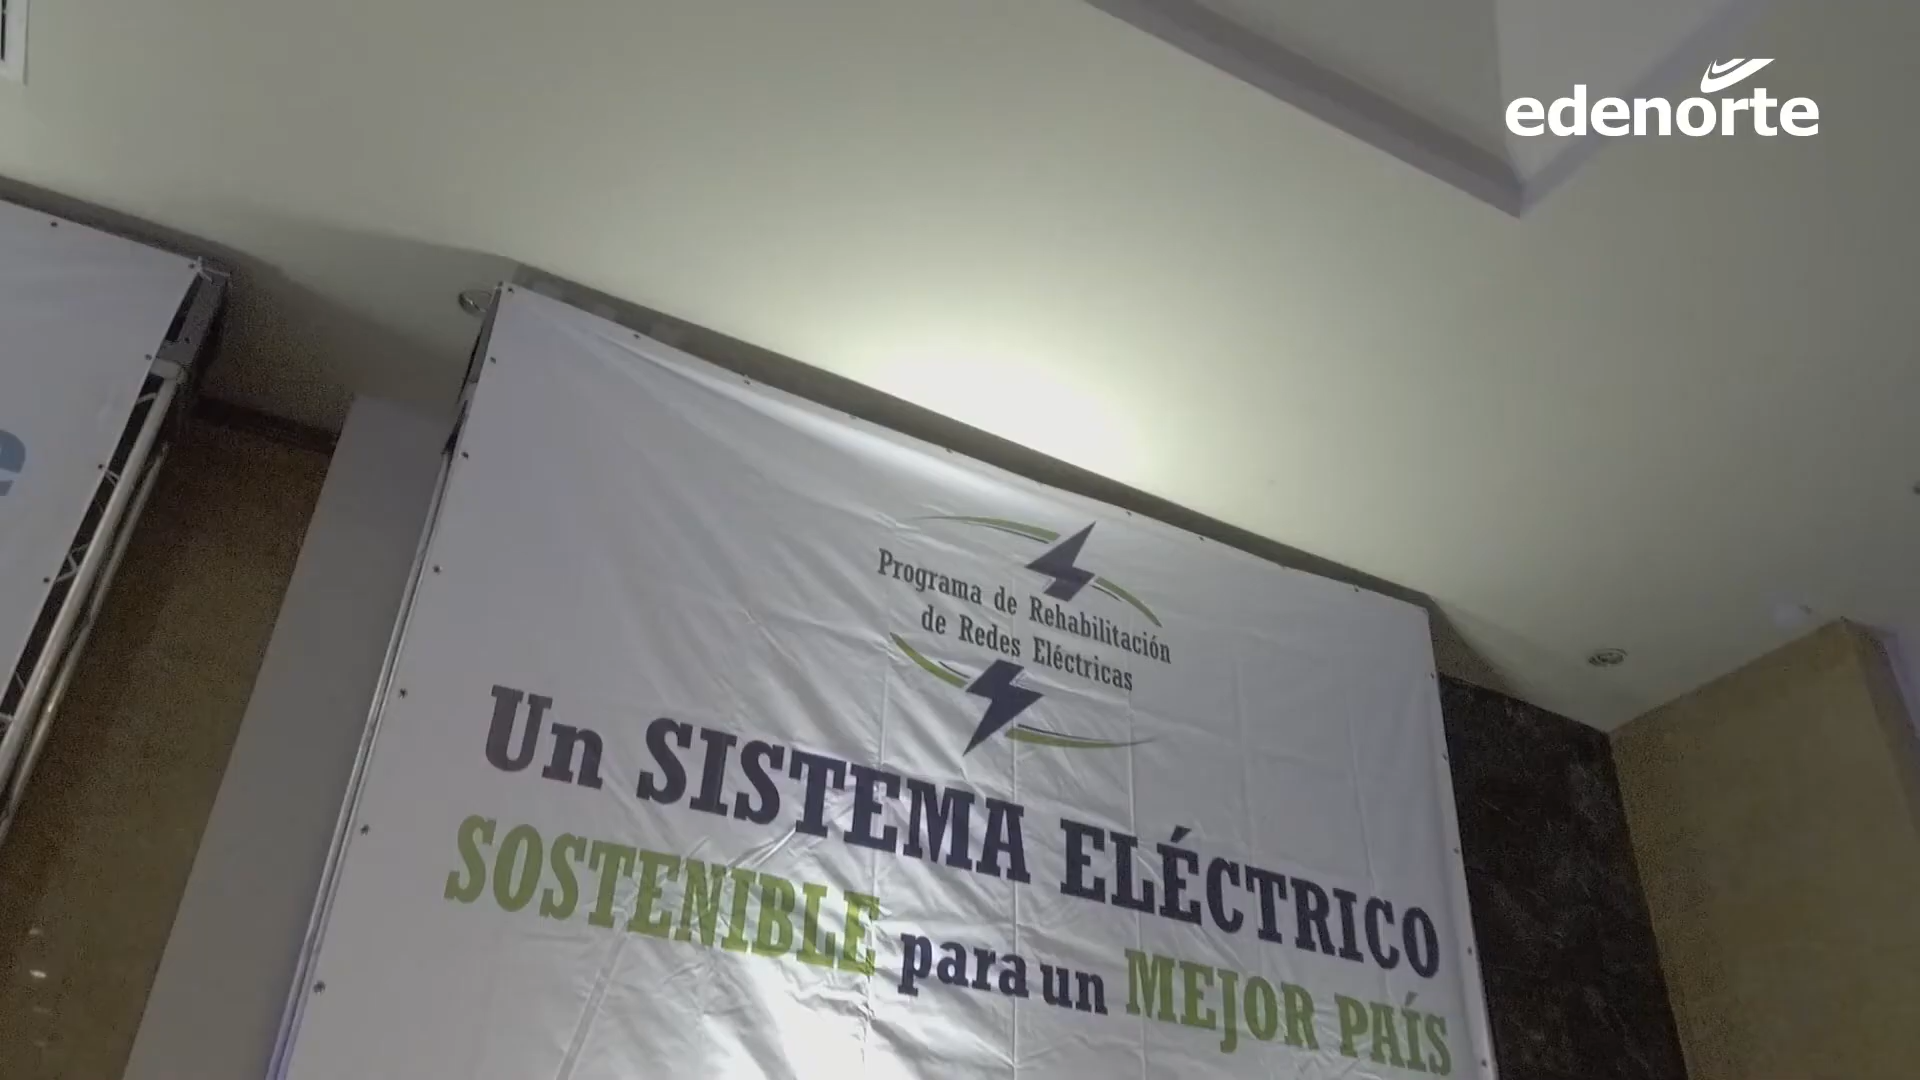 edenorte
Programa de Rehabilitación
de Redes Eléctricas
Un SISTEMA ELÉCTRICO
SOSTENIBLE para un MEJOR PAÍS
e